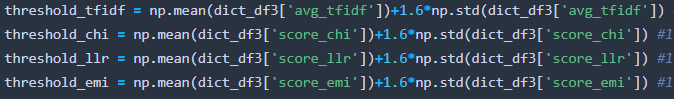 threshold_tfidf = np.mean(dict_df3['avg_tfidf'])+1.6*np.std(dict_df3['avg_tfidf'])
threshold_chi = np.mean(dict_df3['score_chi'])+1.6*np.std(dict_df3['score_chi']) #1
threshold_llr = np.mean(dict_df3['score_llr'])+1.6*np.std(dict_df3['score_llr']) #1
threshold_emi = np.mean(dict_df3['score_emi'])+1.6*np.std(dict_df3['score_emi']) #1